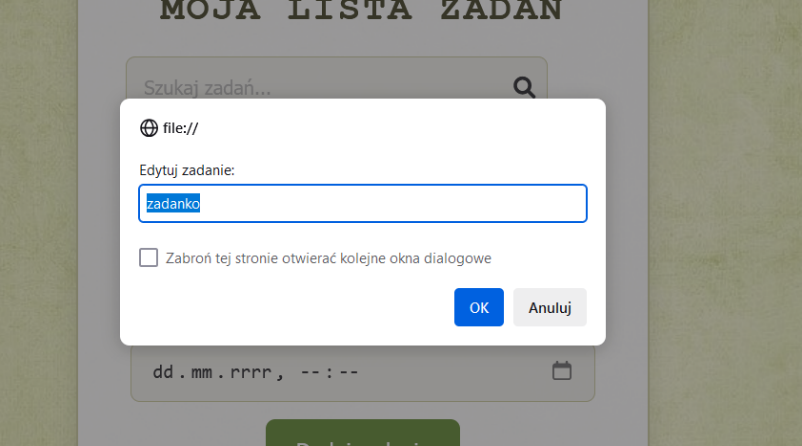 MOJA LISTA ZADAŃ
Szukaj zadań...
file://
Edytuj zadanie:
zadanko
Zabroń tej stronie otwierać kolejne okna dialogowe
OK Anuluj
dd.mm.rrrr, --:--